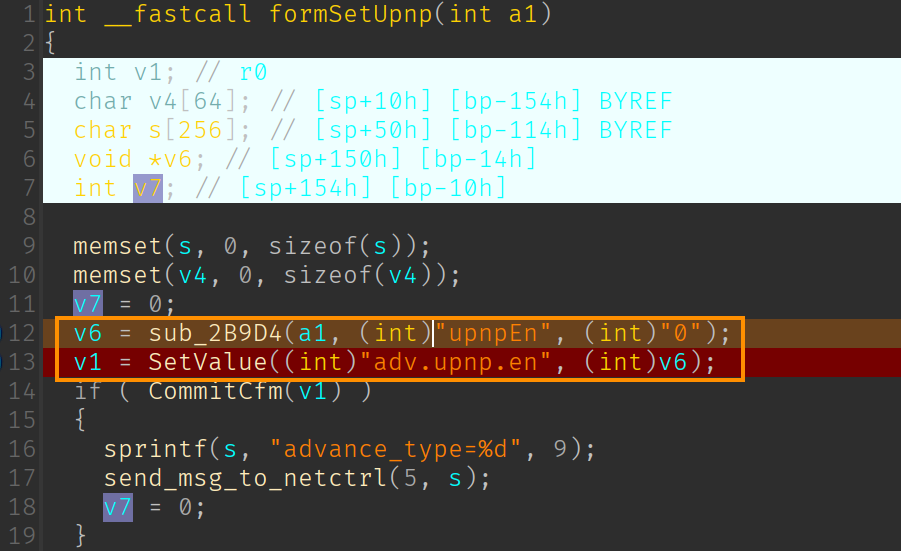 1 int __fastcall formSetUpnp(int a1)
2 {
3 int v1; // r0
4 char v4[64]; // [sp+10h] [bp-154h] BYREF
5 char s[256]; // [sp+50h] [bp-114h] BYREF
6 void *v6; // [sp+150h] [bp-14h]
7 int v7; // [sp+154h] [bp-10h]
8
9 memset(s, 0, sizeof(s));
10 memset(v4, 0, sizeof(v4));
11 v7 = 0;
12 v6 = sub_2B9D4(a1, (int)"upnpEn", (int)"0");
13 v1 = SetValue((int)"adv.upnp.en", (int)v6);
14 if ( CommitCfm(v1) )
15 {
16 sprintf(s, "advance_type=%d", 9);
17 send_msg_to_netctrl(5, s);
18 v7 = 0;
19 }